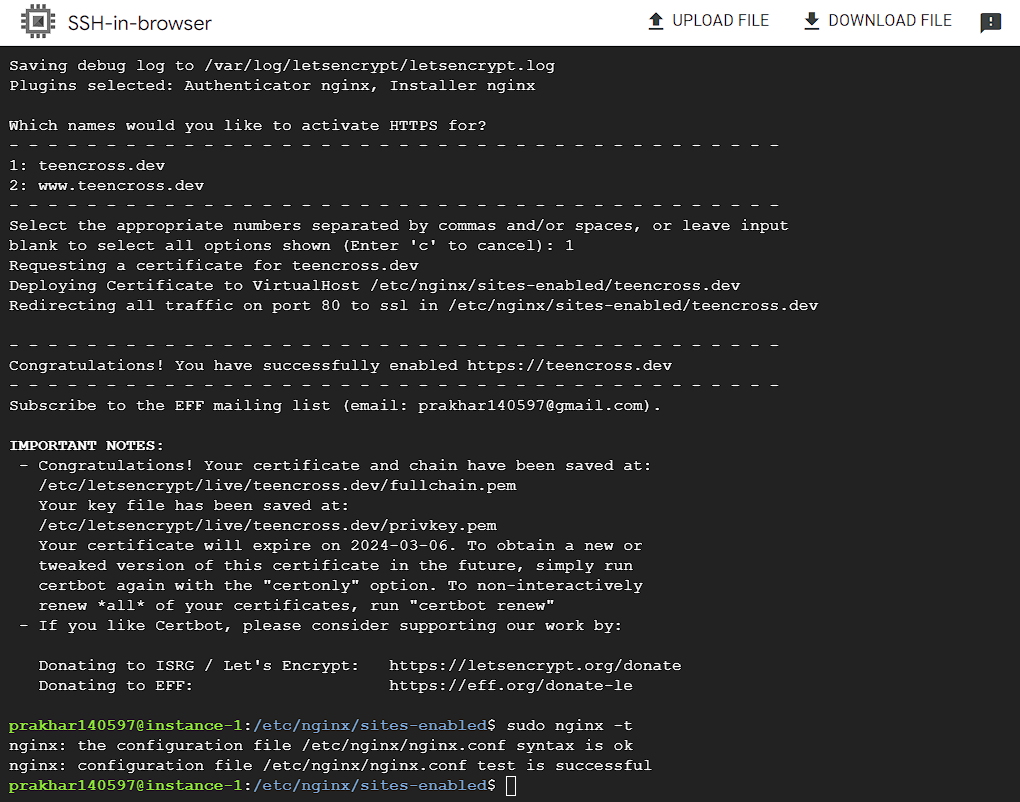 SSH-in-browser
UPLOAD FILE
DOWNLOAD FILE
Saving debug log to /var/log/letsencrypt/letsencrypt.log
Plugins selected: Authenticator nginx, Installer nginx
Which names would you like to activate HTTPS for?
- - - - - - - - - - - - - - - - - - - - - - - - - - - - - - - - - - - - - - - -
1: teencross.dev
2: www.teencross.dev
- - - - - - - - - - - - - - - - - - - - - - - - - - - - - - - - - - - - - - - -
Select the appropriate numbers separated by commas and/or spaces, or leave input
blank to select all options shown (Enter 'c' to cancel): 1
Requesting a certificate for teencross.dev
Deploying Certificate to VirtualHost /etc/nginx/sites-enabled/teencross.dev
Redirecting all traffic on port 80 to ssl in /etc/nginx/sites-enabled/teencross.dev
- - - - - - - - - - - - - - - - - - - - - - - - - - - - - - - - - - - - - - - -
Congratulations! You have successfully enabled https://teencross.dev
- - - - - - - - - - - - - - - - - - - - - - - - - - - - - - - - - - - - - - - -
Subscribe to the EFF mailing list (email: prakhar140597@gmail.com).
IMPORTANT NOTES:
 - Congratulations! Your certificate and chain have been saved at:
   /etc/letsencrypt/live/teencross.dev/fullchain.pem
   Your key file has been saved at:
   /etc/letsencrypt/live/teencross.dev/privkey.pem
   Your certificate will expire on 2024-03-06. To obtain a new or
   tweaked version of this certificate in the future, simply run
   certbot again with the "certonly" option. To non-interactively
   renew *all* of your certificates, run "certbot renew"
 - If you like Certbot, please consider supporting our work by:
   Donating to ISRG / Let's Encrypt:   https://letsencrypt.org/donate
   Donating to EFF:                    https://eff.org/donate-le
prakhar140597@instance-1:/etc/nginx/sites-enabled$ sudo nginx -t
nginx: the configuration file /etc/nginx/nginx.conf syntax is ok
nginx: configuration file /etc/nginx/nginx.conf test is successful
prakhar140597@instance-1:/etc/nginx/sites-enabled$